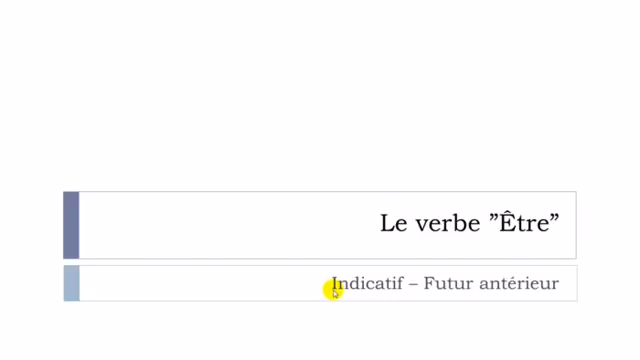 Le verbe ”Être”
Indicatif – Futur antérieur